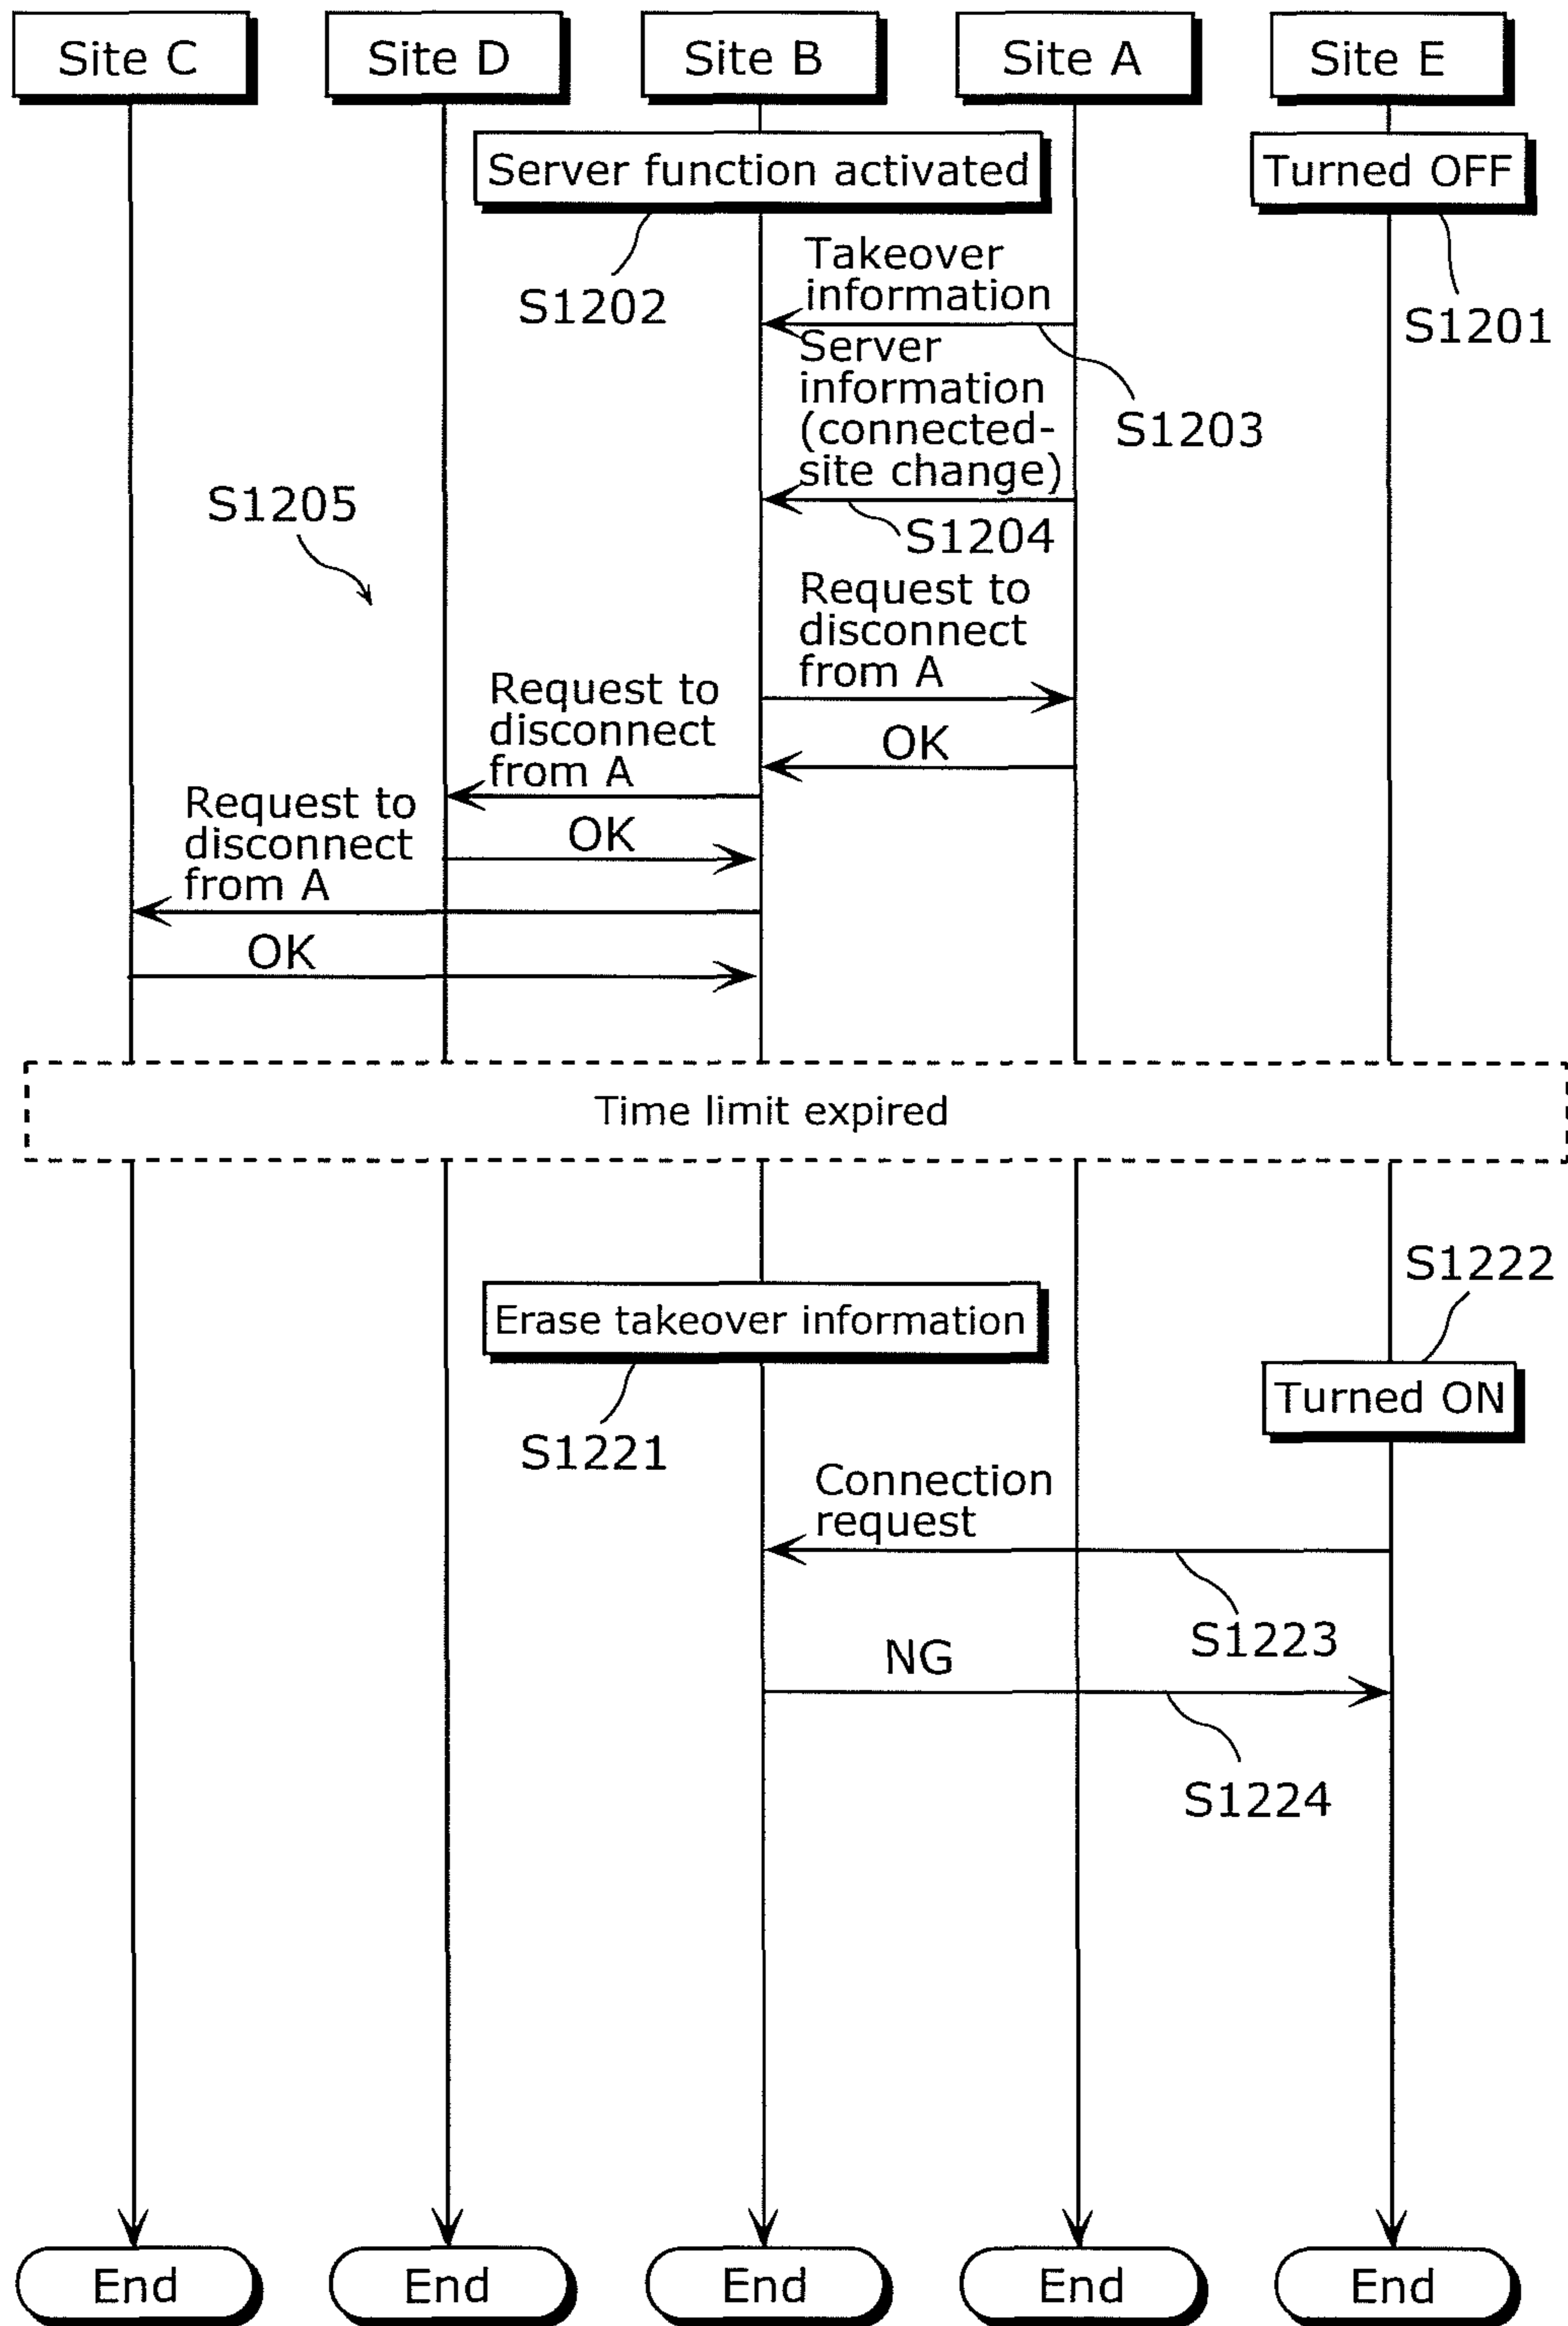 Site C
Site D
Site B
Site A
Site E
Server function activated
Turned OFF
S1202
S1201
Takeover
information
S1203
Server
information
(connected-
site change)
S1204
S1205
Request to
disconnect
from A
OK
Request to
disconnect
from A
OK
Request to
disconnect
from A
OK
Time limit expired
S1222
Erase takeover information
Turned ON
S1221
Connection
request
S1223
NG
S1224
End
End
End
End
End